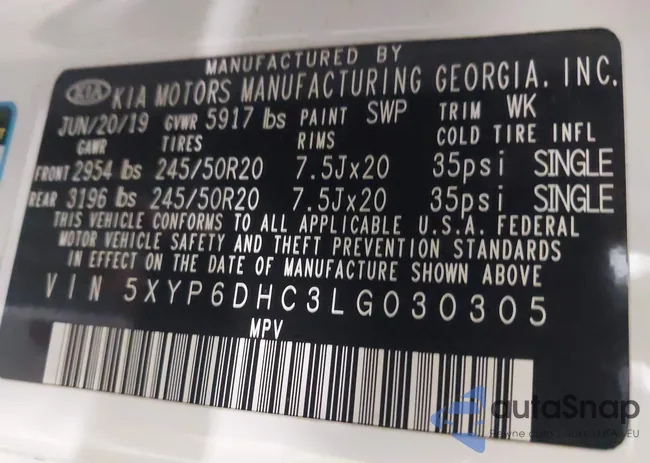 MANUFACTURED BY
KIA KIA MOTORS MANUFACTURING GEORGIA, INC.
JUN/20/19 GVWR 5917 lbs PAINT SWP TRIM WK
GAWR TIRES RIMS COLD TIRE INFL
FRONT 2954 lbs 245/50R20 7.5Jx20 35psi SINGLE
REAR 3196 lbs 245/50R20 7.5Jx20 35psi SINGLE
THIS VEHICLE CONFORMS TO ALL APPLICABLE U.S.A. FEDERAL
MOTOR VEHICLE SAFETY AND THEFT PREVENTION STANDARDS
IN EFFECT ON THE DATE OF MANUFACTURE SHOWN ABOVE
VIN 5XYP6DHC3LG030305
MPV
autoSnap